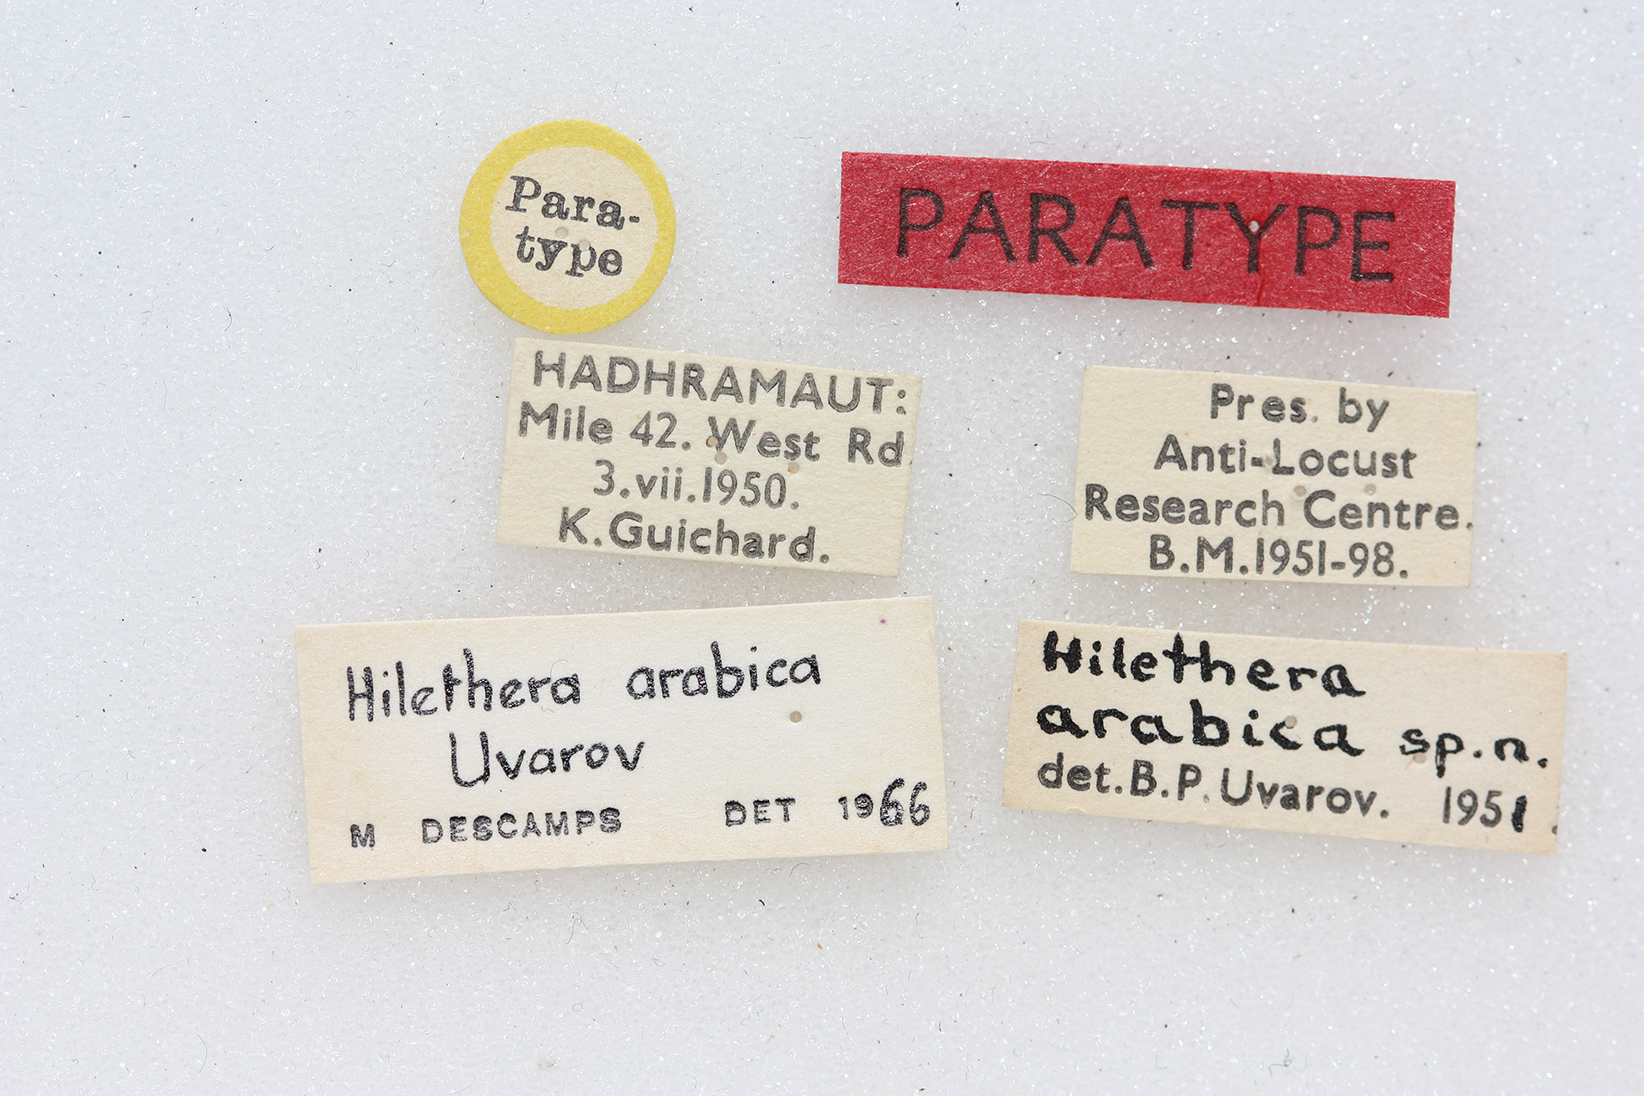 Para-
type
PARATYPE
HADHRAMAUT:
Mile 42. West Rd
3.vii.1950.
K.Guichard.
Pres. by
Anti-Locust
Research Centre.
B.M.1951-98.
Hilethera arabica
Uvarov
M DESCAMPS DET 1966
Hilethera
arabica sp.n.
det.B.P.Uvarov. 1951.